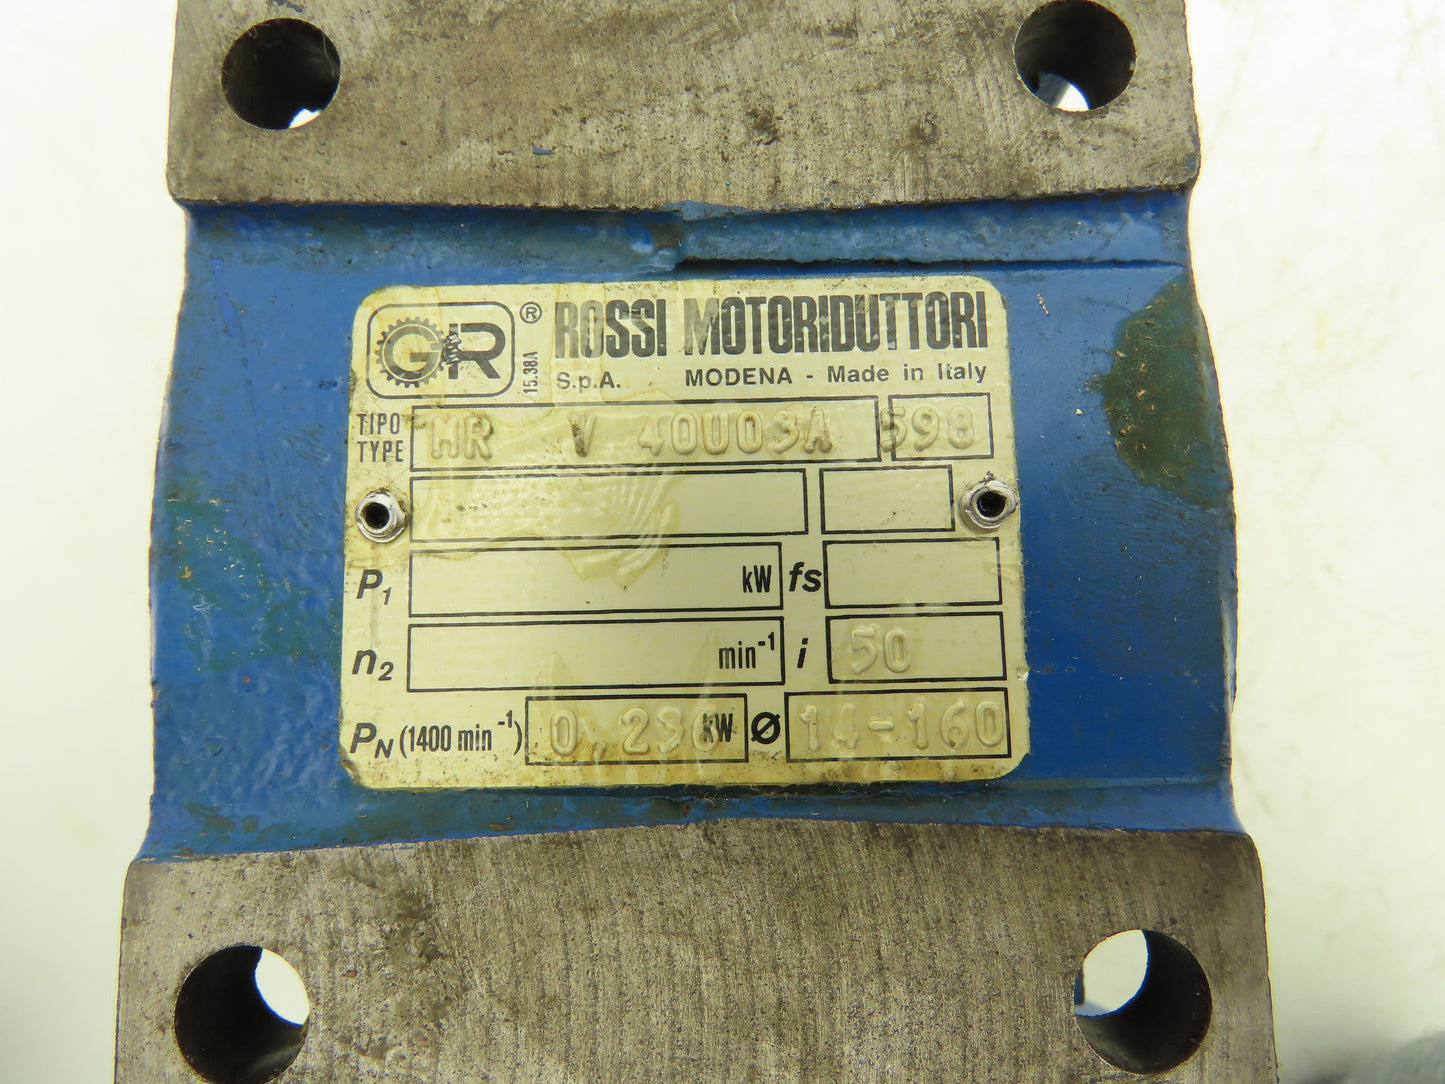 GR ® ROSSI MOTORIDUTTORI
15.38A S.p.A. MODENA - Made in Italy
TIPO
TYPE MR V 40U03A 598
P1 kW fs
n2 min-1 i 50
PN (1400 min-1) 0,236 kW Ø 14-160